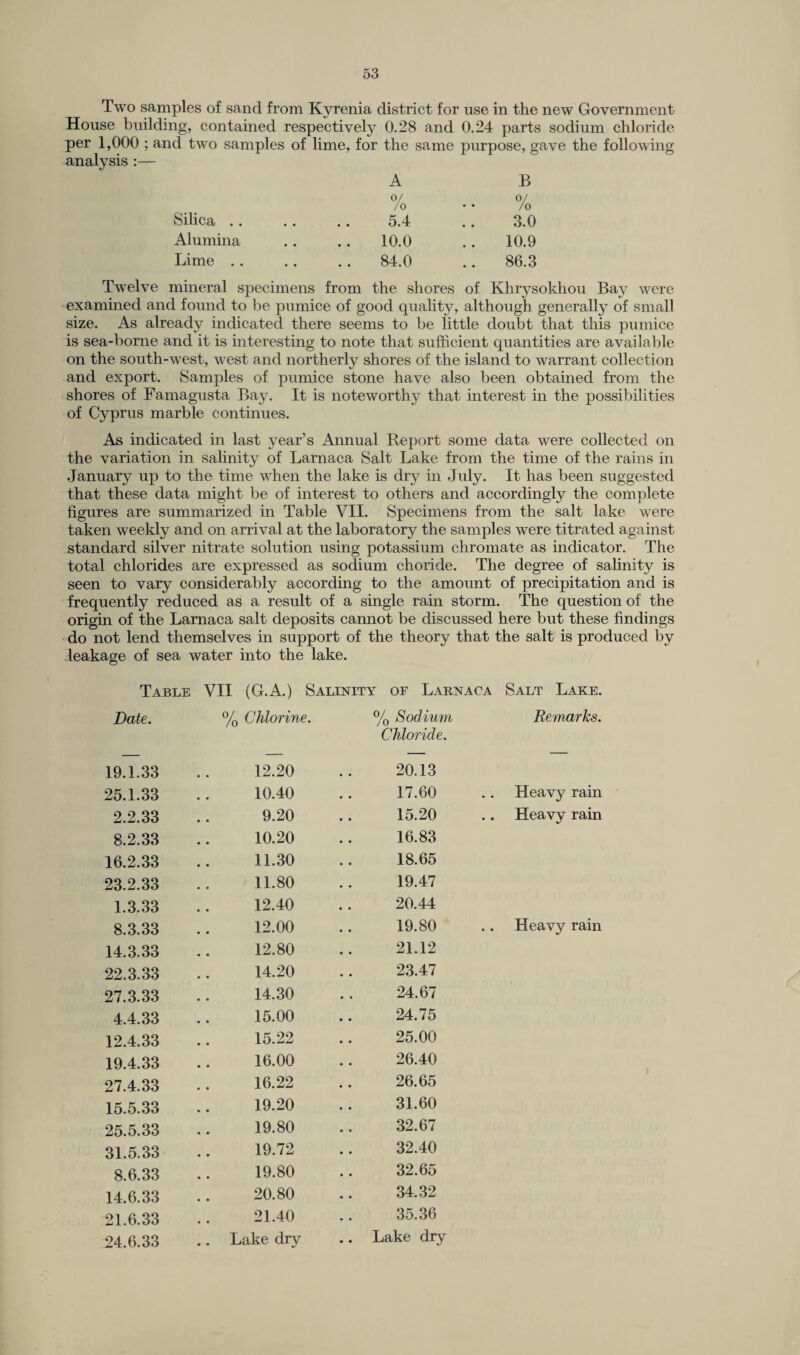 53
Two samples of sand from Kyrenia district for use in the new Government
House building, contained respectively 0.28 and 0.24 parts sodium chloride
per 1,000 ; and two samples of lime, for the same purpose, gave the following
analysis :—
A B
% .. %
Silica .. .. .. 5.4 .. 3.0
Alumina .. .. 10.0 .. 10.9
Lime .. .. .. 84.0 .. 86.3
Twelve mineral specimens from the shores of Khrysokhou Bay were
examined and found to be pumice of good quality, although generally of small
size. As already indicated there seems to be little doubt that this pumice
is sea-borne and it is interesting to note that sufficient quantities are available
on the south-west, west and northerly shores of the island to warrant collection
and export. Samples of pumice stone have also been obtained from the
shores of Famagusta Bay. It is noteworthy that interest in the possibilities
of Cyprus marble continues.
As indicated in last year's Annual Report some data were collected on
the variation in salinity of Larnaca Salt Lake from the time of the rains in
January up to the time when the lake is dry in July. It has been suggested
that these data might be of interest to others and accordingly the complete
figures are summarized in Table VII. Specimens from the salt lake were
taken weekly and on arrival at the laboratory the samples were titrated against
standard silver nitrate solution using potassium chromate as indicator. The
total chlorides are expressed as sodium choride. The degree of salinity is
seen to vary considerably according to the amount of precipitation and is
frequently reduced as a result of a single rain storm. The question of the
origin of the Larnaca salt deposits cannot be discussed here but these findings
do not lend themselves in support of the theory that the salt is produced by
leakage of sea water into the lake.
Table VII (G.A.) Salinity of Larnaca Salt Lake.
Date. % Chlorine. % Sodium Remarks.
Chloride.
— — — —
19.1.33 .. 12.20 .. 20.13
25.1.33 .. 10.40 .. 17.60 .. Heavy rain
2.2.33 .. 9.20 .. 15.20 .. Heavy rain
8.2.33 .. 10.20 .. 16.83
16.2.33 .. 11.30 .. 18.65
23.2.33 .. 11.80 .. 19.47
1.3.33 .. 12.40 .. 20.44
8.3.33 .. 12.00 .. 19.80 .. Heavy rain
14.3.33 .. 12.80 .. 21.12
22.3.33 .. 14.20 .. 23.47
27.3.33 .. 14.30 .. 24.67
4.4.33 .. 15.00 .. 24.75
12.4.33 .. 15.22 .. 25.00
19.4.33 .. 16.00 .. 26.40
27.4.33 .. 16.22 .. 26.65
15.5.33 .. 19.20 .. 31.60
25.5.33 .. 19.80 .. 32.67
31.5.33 .. 19.72 .. 32.40
8.6.33 .. 19.80 .. 32.65
14.6.33 .. 20.80 .. 34.32
21.6.33 .. 21.40 .. 35.36
24.6.33 .. Lake dry .. Lake dry